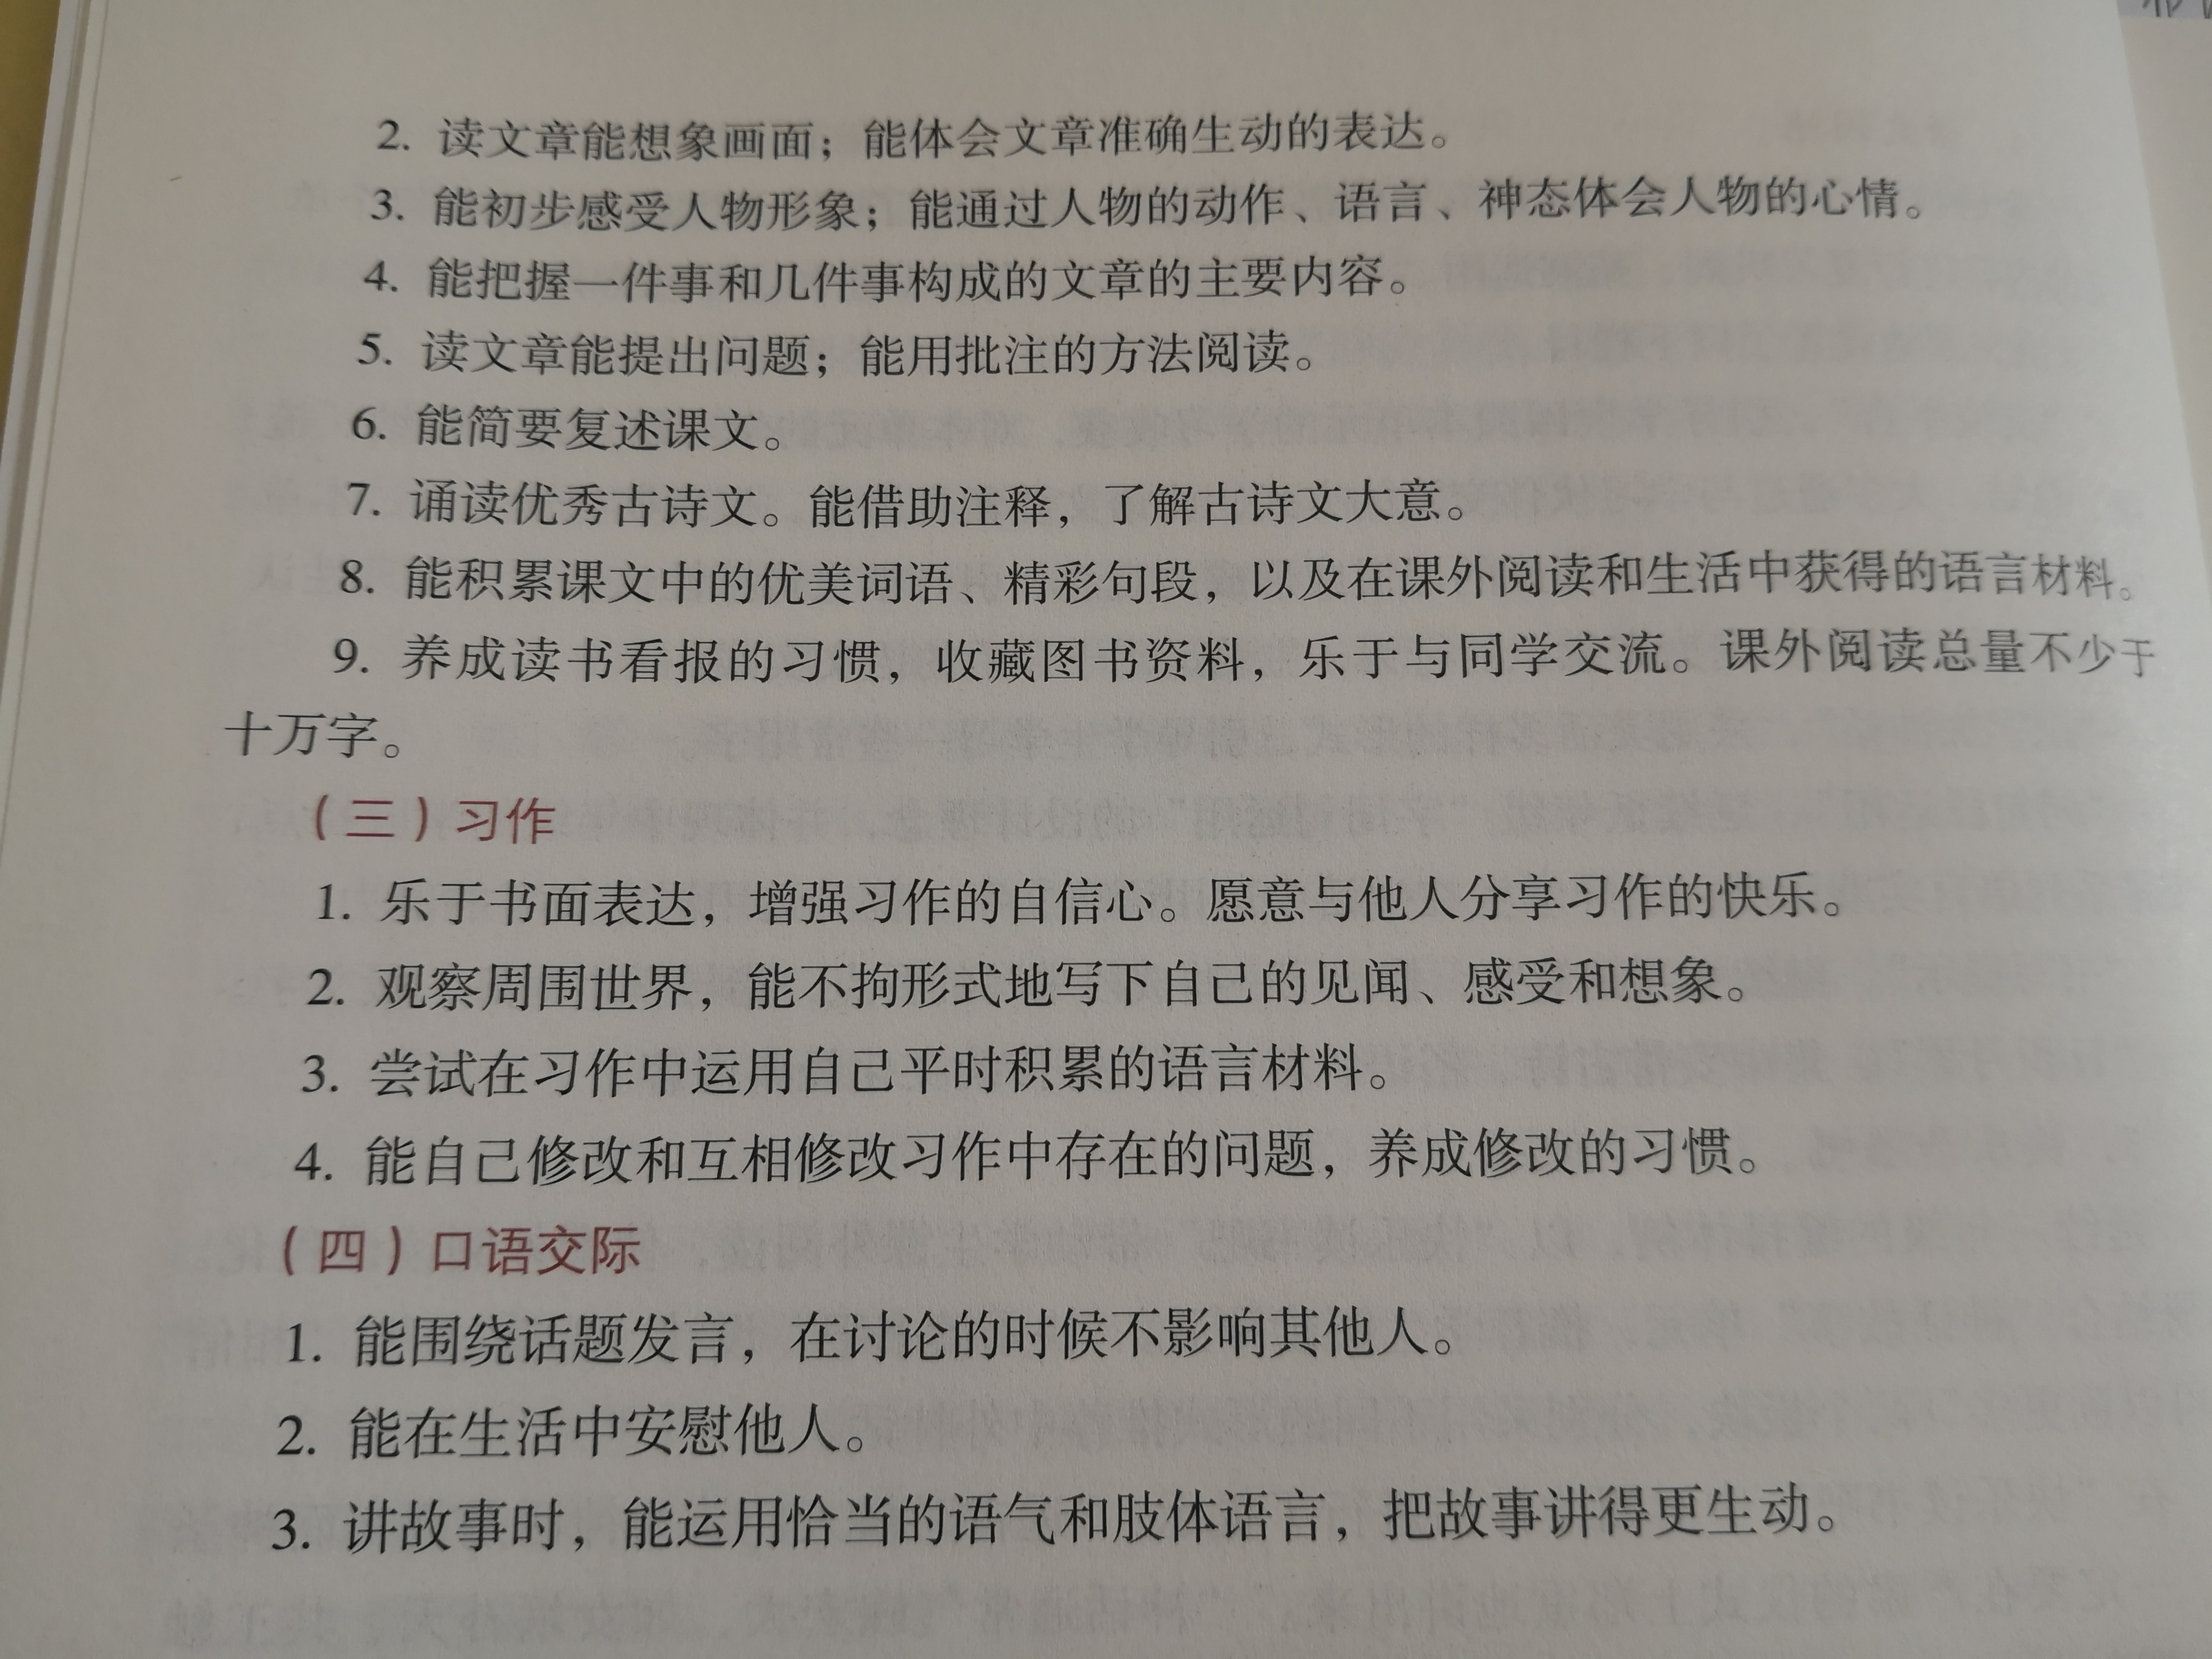 2. 读文章能想象画面；能体会文章准确生动的表达。
3. 能初步感受人物形象；能通过人物的动作、语言、神态体会人物的心情。
4. 能把握一件事和几件事构成的文章的主要内容。
5. 读文章能提出问题；能用批注的方法阅读。
6. 能简要复述课文。
7. 诵读优秀古诗文。能借助注释，了解古诗文大意。
8. 能积累课文中的优美词语、精彩句段，以及在课外阅读和生活中获得的语言材料。
9. 养成读书看报的习惯，收藏图书资料，乐于与同学交流。课外阅读总量不少于
十万字。
（三）习作
1. 乐于书面表达，增强习作的自信心。愿意与他人分享习作的快乐。
2. 观察周围世界，能不拘形式地写下自己的见闻、感受和想象。
3. 尝试在习作中运用自己平时积累的语言材料。
4. 能自己修改和互相修改习作中存在的问题，养成修改的习惯。
（四）口语交际
1. 能围绕话题发言，在讨论的时候不影响其他人。
2. 能在生活中安慰他人。
3. 讲故事时，能运用恰当的语气和肢体语言，把故事讲得更生动。